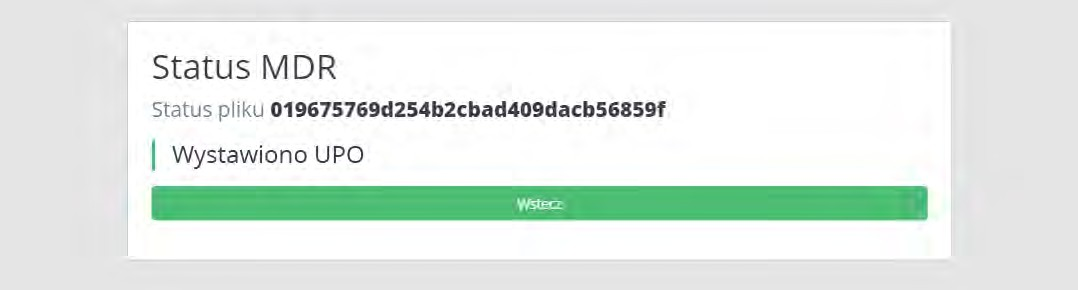 Status MDR
Status pliku 019675769d254b2cbad409dacb56859f
Wystawiono UPO
Wstecz